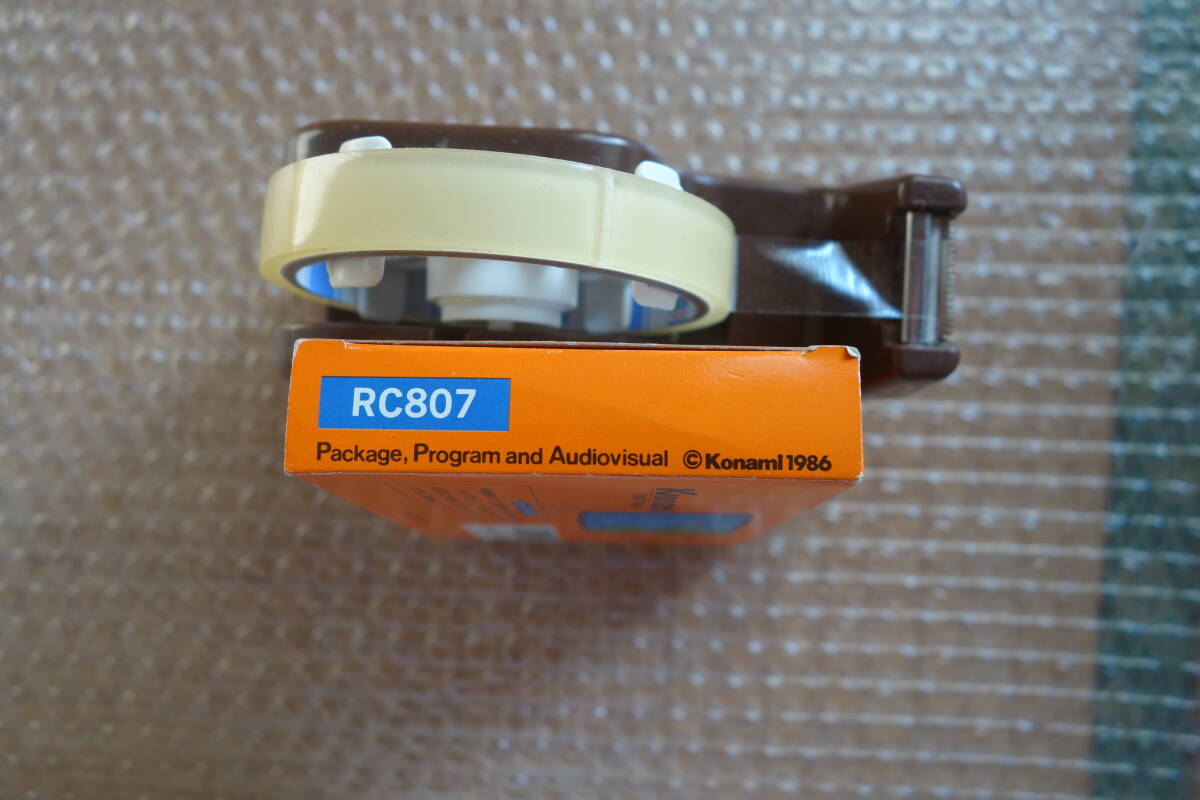 RC807
Package, Program and Audiovisual ©Konami 1986